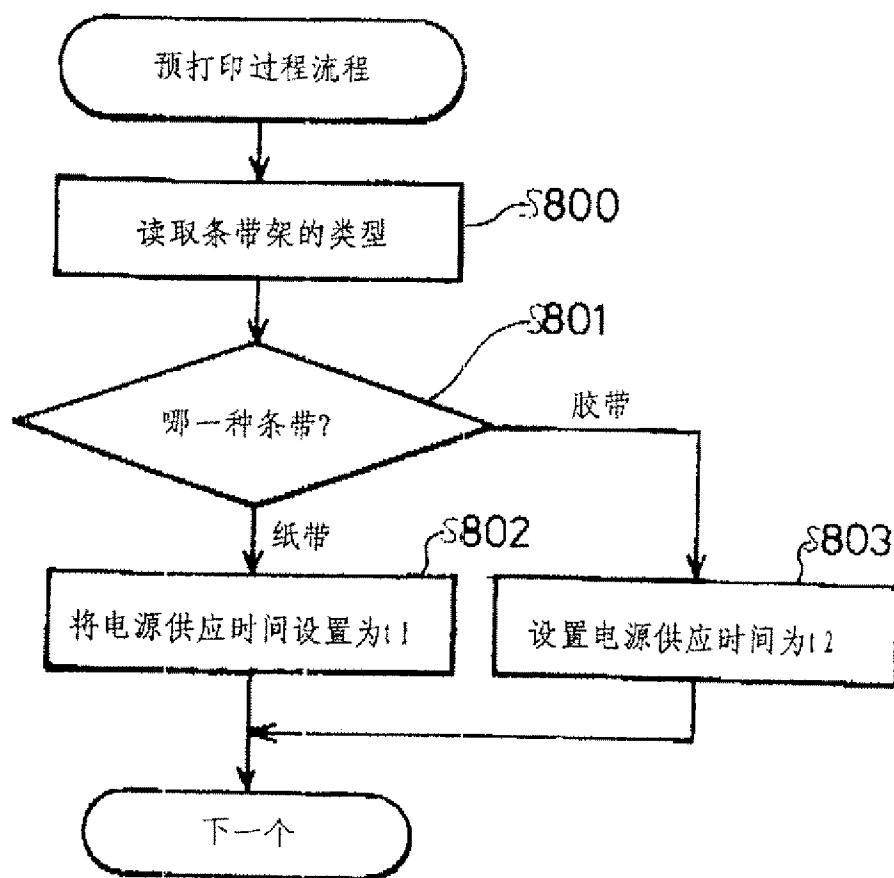 预打印过程流程
读取条带架的类型
S800
S801
哪一种条带?
胶带
纸带
S802
S803
将电源供应时间设置为t1
设置电源供应时间为t2
下一个